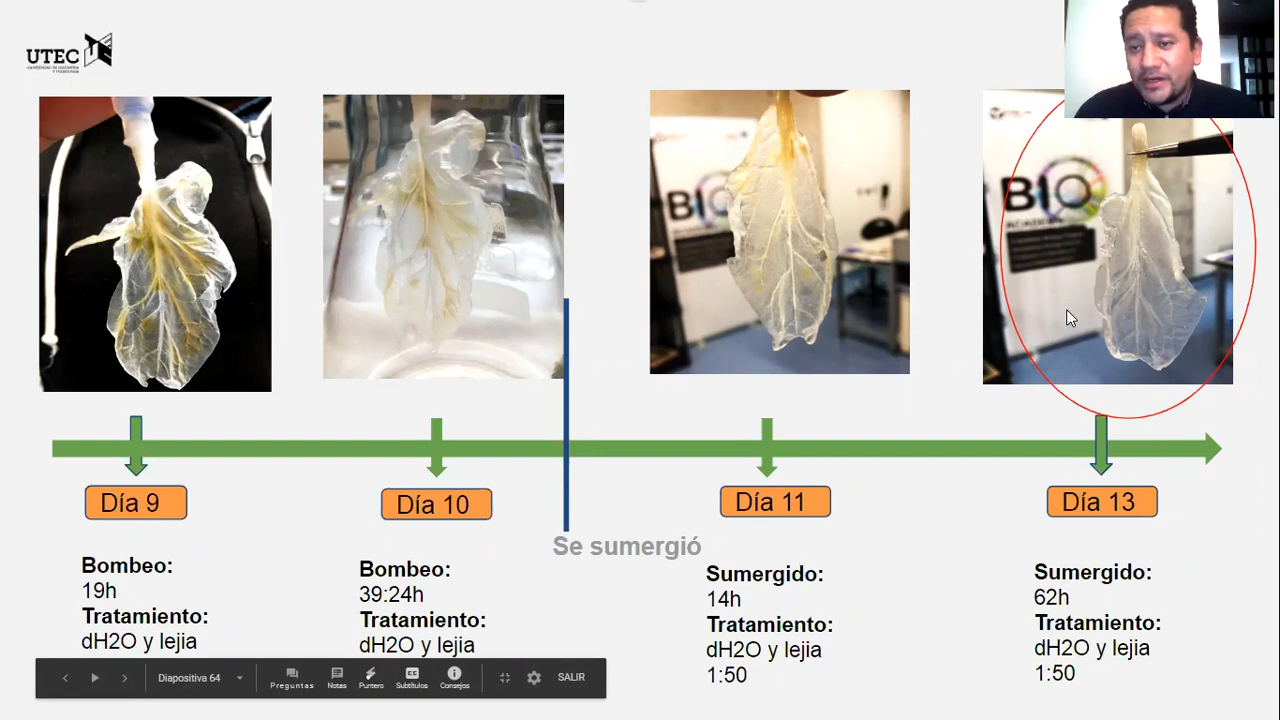 UTEC
BIO
BIO
Día 9
Día 10
Día 11
Día 13
Se sumergió
Bombeo:
19h
Tratamiento:
dH2O y lejia
Bombeo:
39:24h
Tratamiento:
dH2O y lejia
Sumergido:
14h
Tratamiento:
dH2O y lejia
1:50
Sumergido:
62h
Tratamiento:
dH2O y lejia
1:50
Diapositiva 64
Preguntas
Notas
Puntero
Subtítulos
Consejos
SALIR